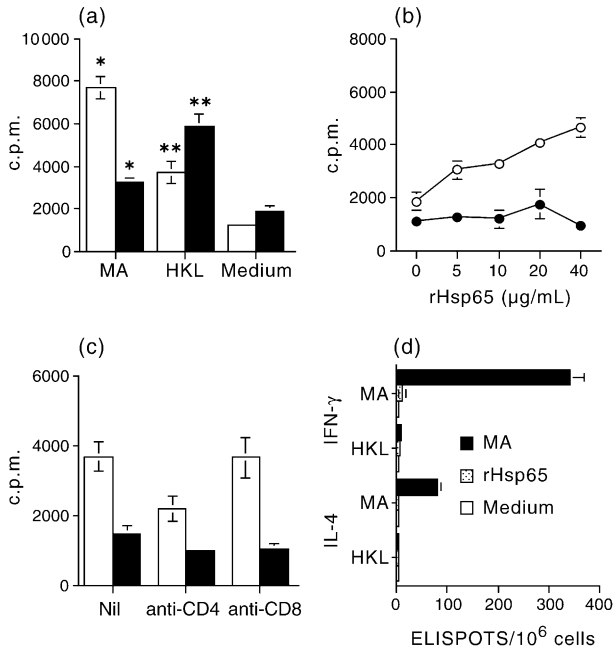 (a)
10000
8000
6000
4000
2000
0
c.p.m.
*
*
**
**
MA HKL Medium
(b)
8000
6000
4000
2000
0
c.p.m.
0 5 10 20 40
rHsp65 (µg/mL)
(c)
6000
4000
2000
0
c.p.m.
Nil anti-CD4 anti-CD8
(d)
IFN-γ
MA
HKL
IL-4
MA
HKL
MA
rHsp65
Medium
0 100 200 300 400
ELISPOTS/10⁶ cells